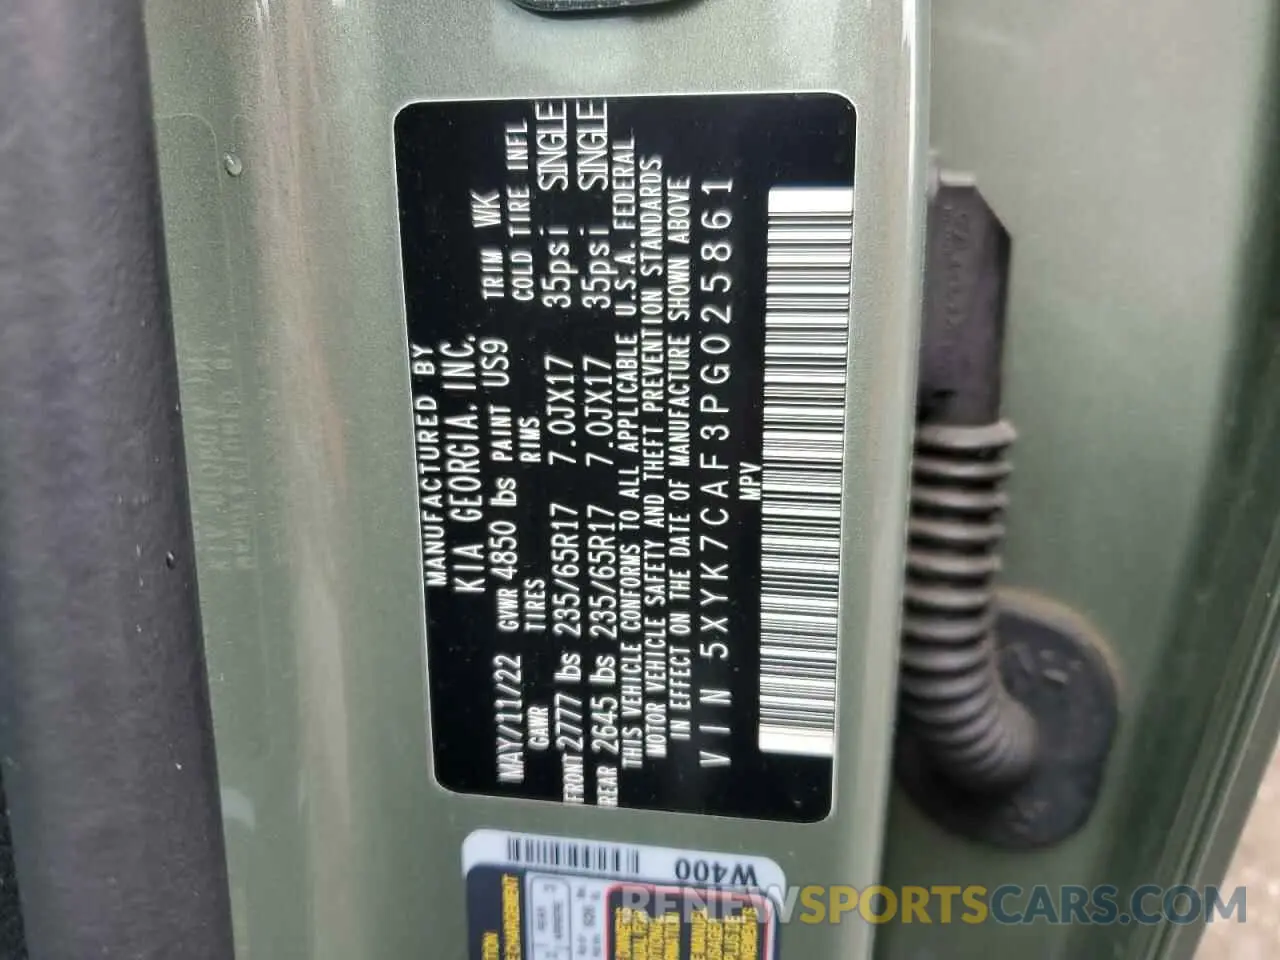 MANUFACTURED BY
KIA GEORGIA. INC.
MAY/11/22 GVWR 4850 lbs PAINT US9 TRIM WK
GAWR TIRES RIMS COLD TIRE INFL
FRONT 2777 lbs 235/65R17 7.0JX17 35psi SINGLE
REAR 2645 lbs 235/65R17 7.0JX17 35psi SINGLE
THIS VEHICLE CONFORMS TO ALL APPLICABLE U.S.A. FEDERAL
MOTOR VEHICLE SAFETY AND THEFT PREVENTION STANDARDS
IN EFFECT ON THE DATE OF MANUFACTURE SHOWN ABOVE
VIN 5XYK7CAF3PG025861
MPV
W400
RENEWSPORTSCARS.COM